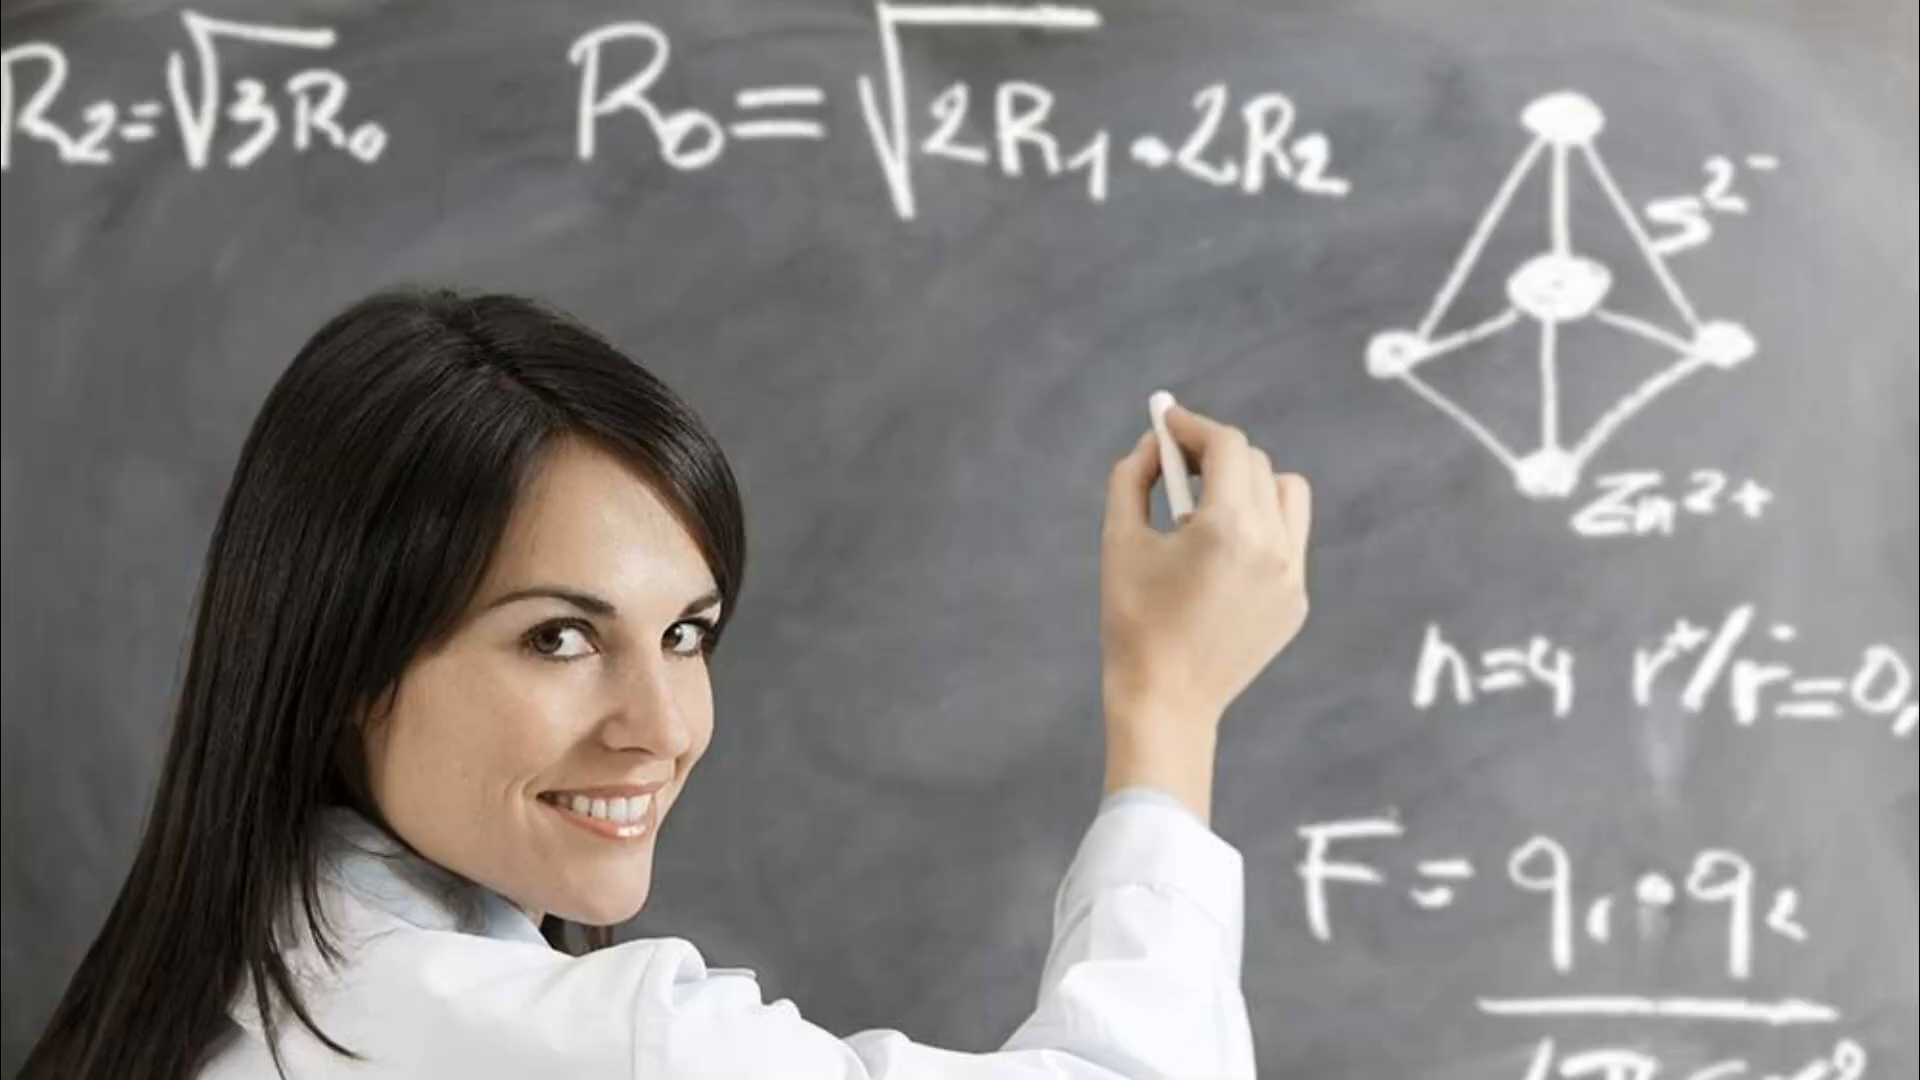 R₂=√3R₀
R₀=√2R₁·2R₂
S²⁻
Zn²⁺
n=4 r⁺/r⁻=0,
F=q₁·q₂